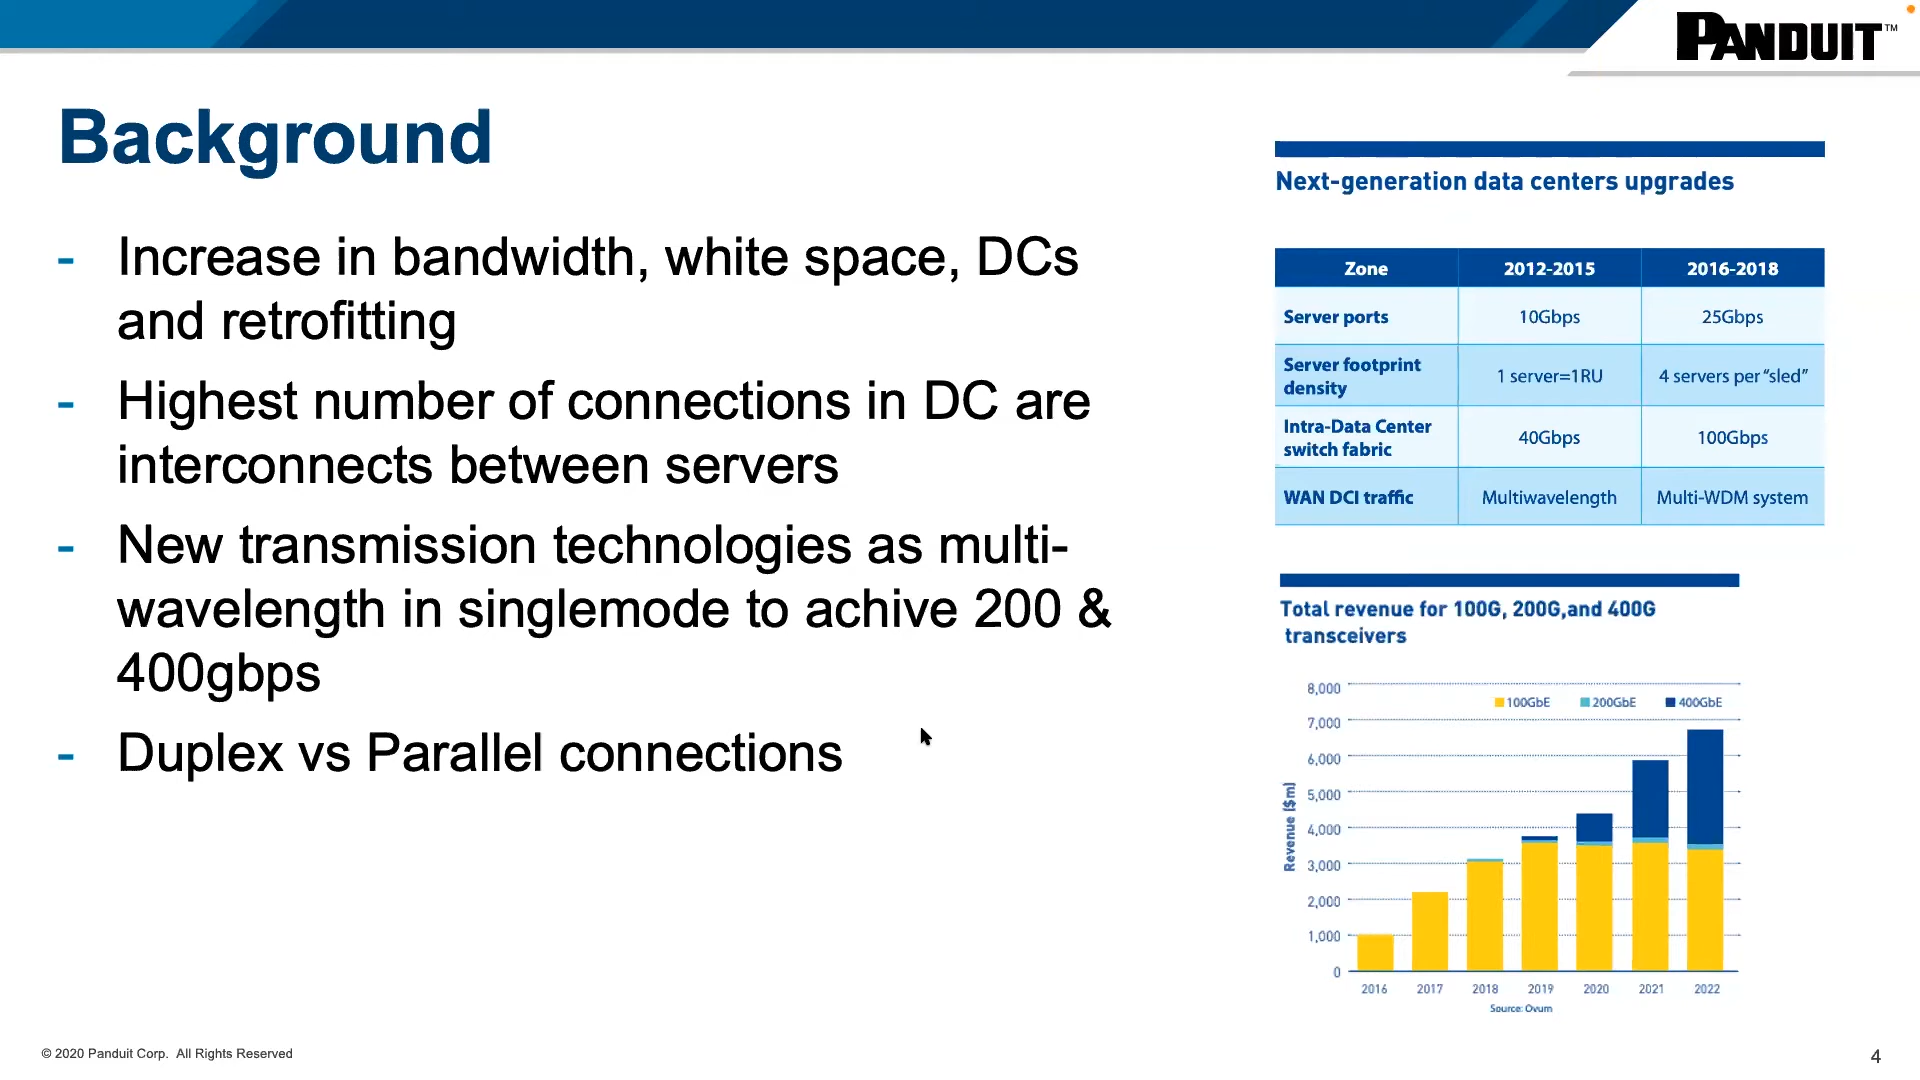 PANDUIT™
Background
- Increase in bandwidth, white space, DCs
and retrofitting
- Highest number of connections in DC are
interconnects between servers
- New transmission technologies as multi-
wavelength in singlemode to achive 200 &
400gbps
- Duplex vs Parallel connections
Next-generation data centers upgrades
Zone 2012-2015 2016-2018
Server ports 10Gbps 25Gbps
Server footprint
density 1 server=1RU 4 servers per “sled”
Intra-Data Center
switch fabric 40Gbps 100Gbps
WAN DCI traffic Multiwavelength Multi-WDM system
Total revenue for 100G, 200G,and 400G
transceivers
100GbE 200GbE 400GbE
Revenue ($m)
8,000
7,000
6,000
5,000
4,000
3,000
2,000
1,000
0
2016 2017 2018 2019 2020 2021 2022
Source: Ovum
© 2020 Panduit Corp. All Rights Reserved
4